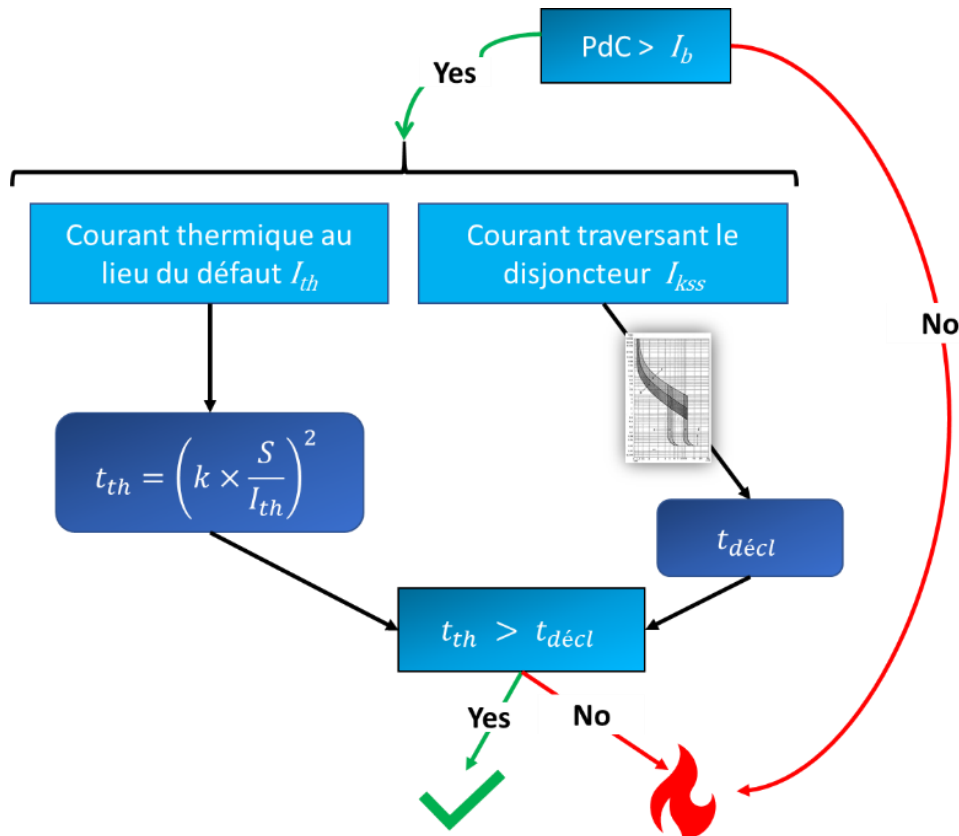 PdC > I_b
Yes
No
Courant thermique au
lieu du défaut I_th
Courant traversant le
disjoncteur I_kss
t_th = (k × S/I_th)^2
t_décl
t_th > t_décl
Yes
No